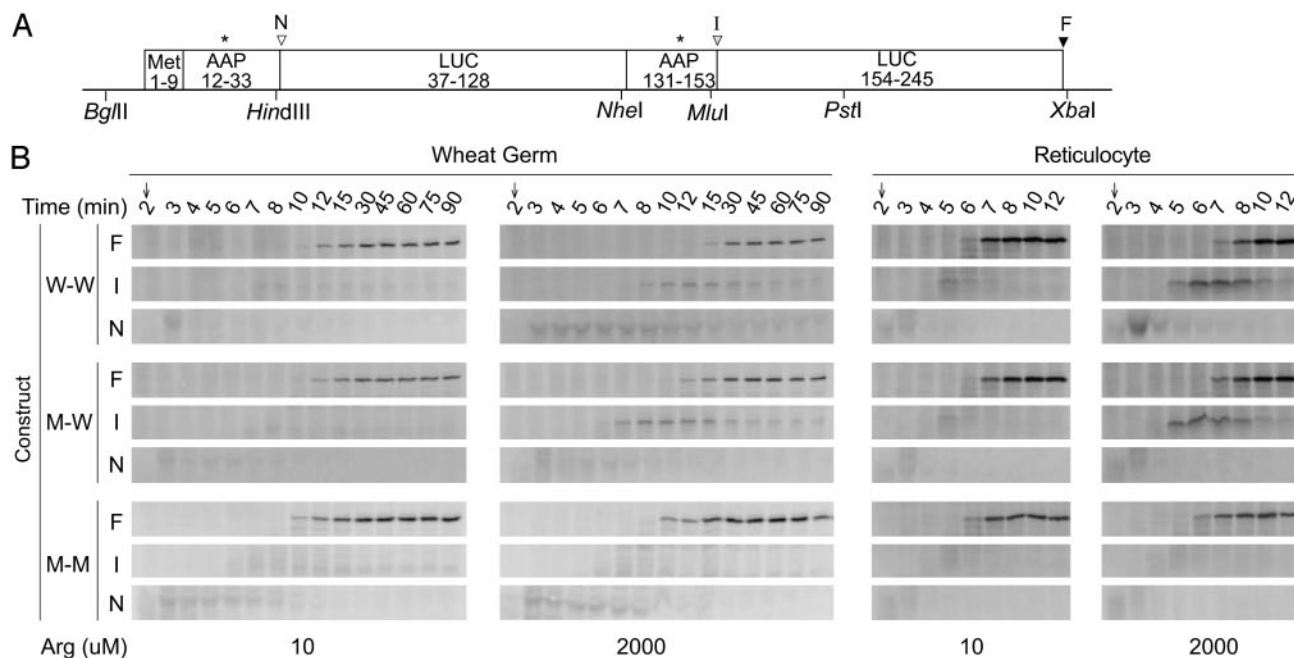 A
N I F
* *
Met AAP LUC AAP LUC
1-9 12-33 37-128 131-153 154-245
BglII HindIII NheI MluI PstI XbaI
B
Wheat Germ Reticulocyte
Time (min) 2 3 4 5 6 7 8 10 12 15 30 45 60 75 90 2 3 4 5 6 7 8 10 12 15 30 45 60 75 90 2 3 4 5 6 7 8 10 12 2 3 4 5 6 7 8 10 12
F
W-W I
N
F
Construct M-W I
N
F
M-M I
N
Arg (uM) 10 2000 10 2000